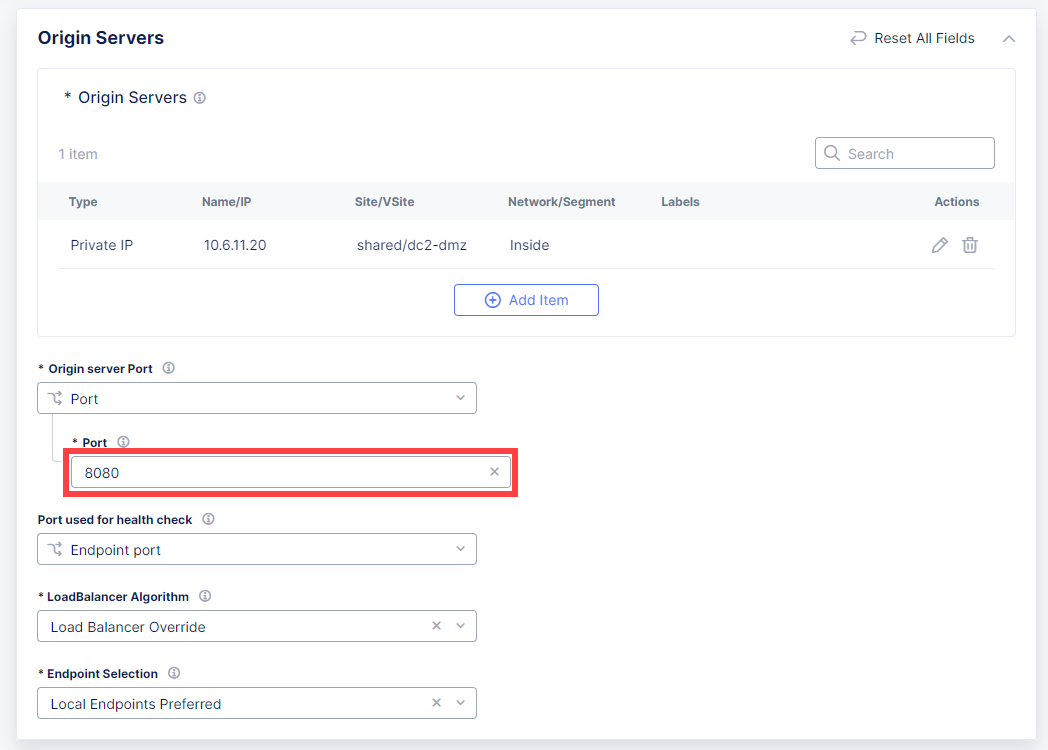 Origin Servers Reset All Fields
* Origin Servers
1 item Search
Type Name/IP Site/VSite Network/Segment Labels Actions
Private IP 10.6.11.20 shared/dc2-dmz Inside
Add Item
* Origin server Port
Port
* Port
8080
Port used for health check
Endpoint port
* LoadBalancer Algorithm
Load Balancer Override
* Endpoint Selection
Local Endpoints Preferred